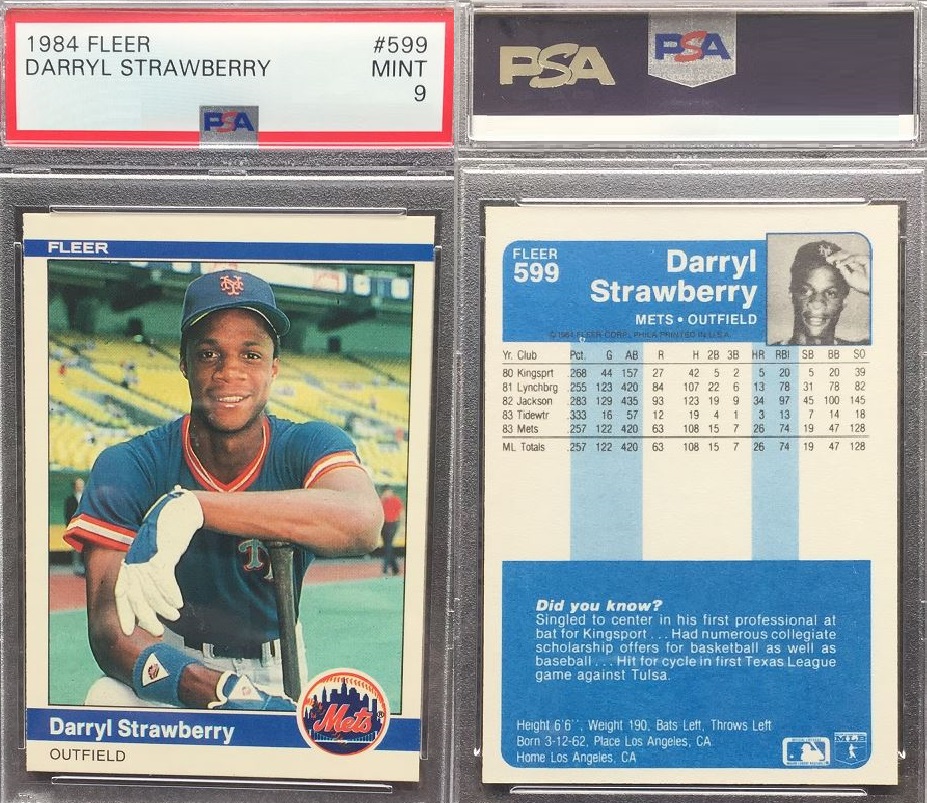 1984 FLEER #599
DARRYL STRAWBERRY MINT
9
PSA
PSA
PSA
FLEER
NY
Mets
Darryl Strawberry
OUTFIELD
FLEER
599
Darryl
Strawberry
METS • OUTFIELD
©1984 FLEER CORP., PHILA. PRINTED IN U.S.A.
Yr. Club Pct. G AB R H 2B 3B HR RBI SB BB SO
80 Kingsprt .268 44 157 27 42 5 2 5 20 5 20 39
81 Lynchbrg .255 123 420 84 107 22 6 13 78 31 78 82
82 Jackson .283 129 435 93 123 19 9 34 97 45 100 145
83 Tidewtr .333 16 57 12 19 4 1 3 13 7 14 18
83 Mets .257 122 420 63 108 15 7 26 74 19 47 128
ML Totals .257 122 420 63 108 15 7 26 74 19 47 128
Did you know?
Singled to center in his first professional at
bat for Kingsport . . . Had numerous collegiate
scholarship offers for basketball as well as
baseball . . . Hit for cycle in first Texas League
game against Tulsa.
Height 6'6'', Weight 190, Bats Left, Throws Left
Born 3-12-62, Place Los Angeles, CA
Home Los Angeles, CA
MLB